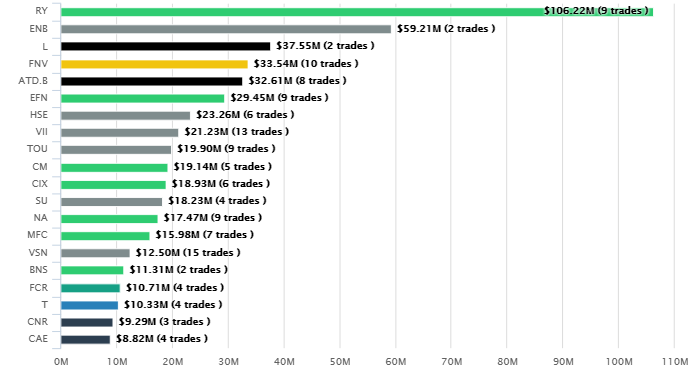 RY $106.22M (9 trades )
ENB $59.21M (2 trades )
L $37.55M (2 trades )
FNV $33.54M (10 trades )
ATD.B $32.61M (8 trades )
EFN $29.45M (9 trades )
HSE $23.26M (6 trades )
VII $21.23M (13 trades )
TOU $19.90M (9 trades )
CM $19.14M (5 trades )
CIX $18.93M (6 trades )
SU $18.23M (4 trades )
NA $17.47M (9 trades )
MFC $15.98M (7 trades )
VSN $12.50M (15 trades )
BNS $11.31M (2 trades )
FCR $10.71M (4 trades )
T $10.33M (4 trades )
CNR $9.29M (3 trades )
CAE $8.82M (4 trades )
0M 10M 20M 30M 40M 50M 60M 70M 80M 90M 100M 110M